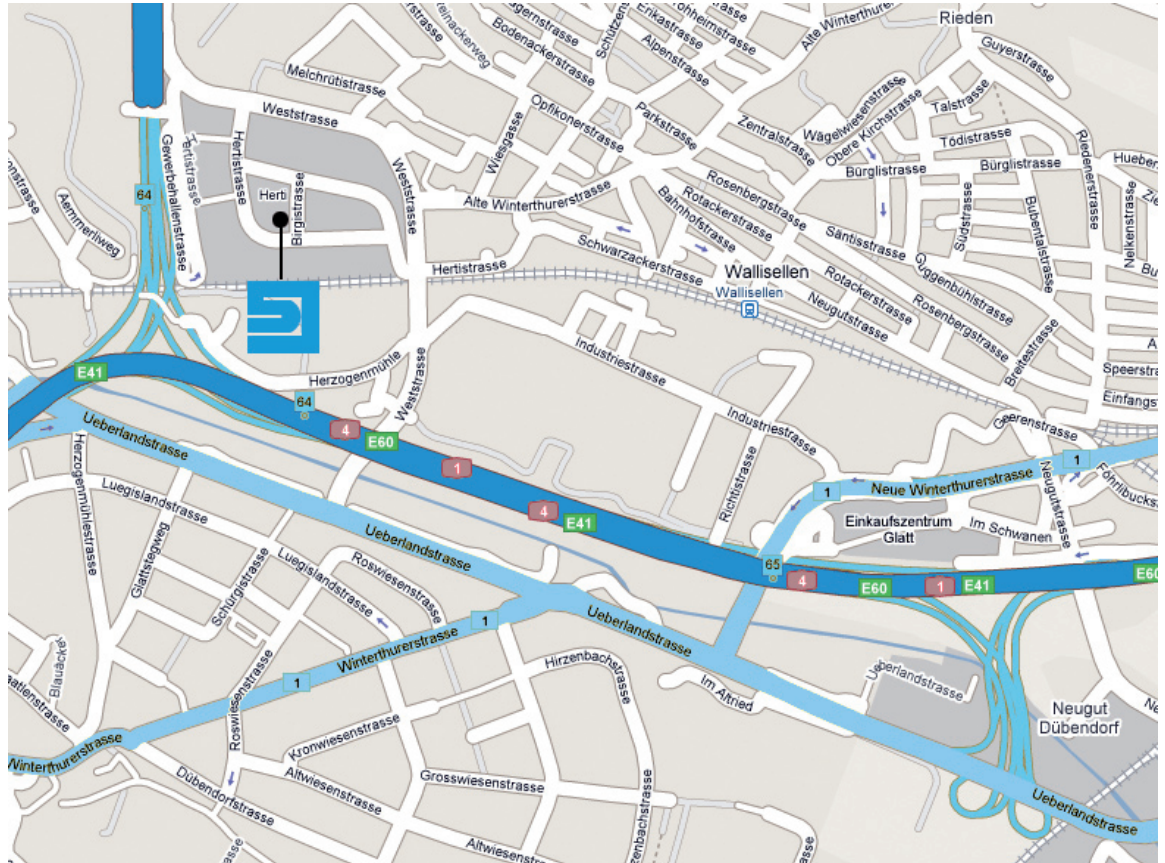 Rieden
Alte Winterthurerstrasse
Erikastrasse
Alpenstrasse
Bodenackerstrasse
Guyerstrasse
Melchrütistrasse
Opfikonerstrasse
Parkstrasse
Zentralstrasse
Wägelwiesenstrasse
Obere Kirchstrasse
Talstrasse
Tödistrasse
Weststrasse
Wiesgasse
Bürglistrasse
Bürglistrasse
Riedenerstrasse
Gewerbehallenstrasse
Hertistrasse
Herti
Birgistrasse
Weststrasse
64
Aemmerliweg
Alte Winterthurerstrasse
Rosenbergstrasse
Rotackerstrasse
Bahnhofstrasse
Säntisstrasse
Südstrasse
Bubentalstrasse
Nelkenstrasse
Schwarzackerstrasse
Hertistrasse
Wallisellen
Wallisellen
Guggenbühlstrasse
Rotackerstrasse
Rosenbergstrasse
Neugutstrasse
Breitestrasse
Industriestrasse
Herzogenmühle
Weststrasse
E41
64
4
E60
1
4
E41
Industriestrasse
Geerenstrasse
Richtistrasse
1
Neue Winterthurerstrasse
1
Neugutstrasse
Einkaufszentrum
Glatt
Im Schwanen
65
4
E60
1
E41
E60
Ueberlandstrasse
Herzogenmühlestrasse
Luegislandstrasse
Glattstegweg
Schürgistrasse
Ueberlandstrasse
Luegislandstrasse
Roswiesenstrasse
1
Winterthurerstrasse
1
Ueberlandstrasse
Hirzenbachstrasse
Im Altried
Ueberlandstrasse
Neugut
Dübendorf
Blauäcker
Roswiesenstrasse
Kronwiesenstrasse
Winterthurerstrasse
Dübendorfstrasse
Altwiesenstrasse
Grosswiesenstrasse
Altwiesenstrasse
Ueberlandstrasse